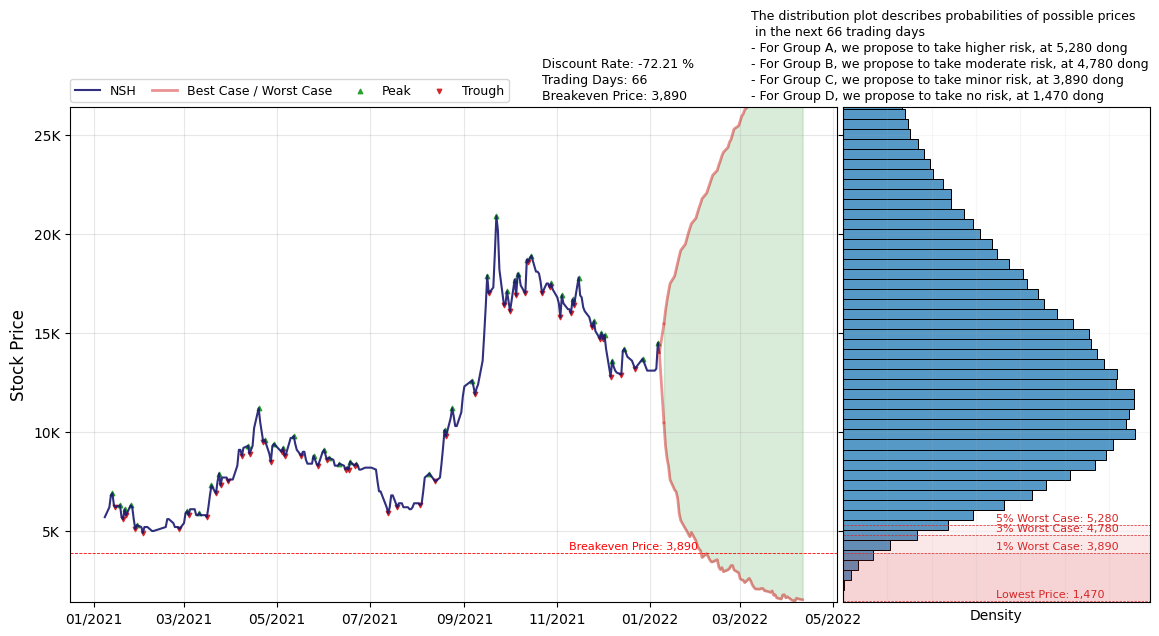 The distribution plot describes probabilities of possible prices
in the next 66 trading days
- For Group A, we propose to take higher risk, at 5,280 dong
- For Group B, we propose to take moderate risk, at 4,780 dong
- For Group C, we propose to take minor risk, at 3,890 dong
- For Group D, we propose to take no risk, at 1,470 dong
Discount Rate: -72.21 %
Trading Days: 66
Breakeven Price: 3,890
NSH
Best Case / Worst Case
Peak
Trough
Stock Price
25K
20K
15K
10K
5K
Breakeven Price: 3,890
01/2021
03/2021
05/2021
07/2021
09/2021
11/2021
01/2022
03/2022
05/2022
5% Worst Case: 5,280
3% Worst Case: 4,780
1% Worst Case: 3,890
Lowest Price: 1,470
Density